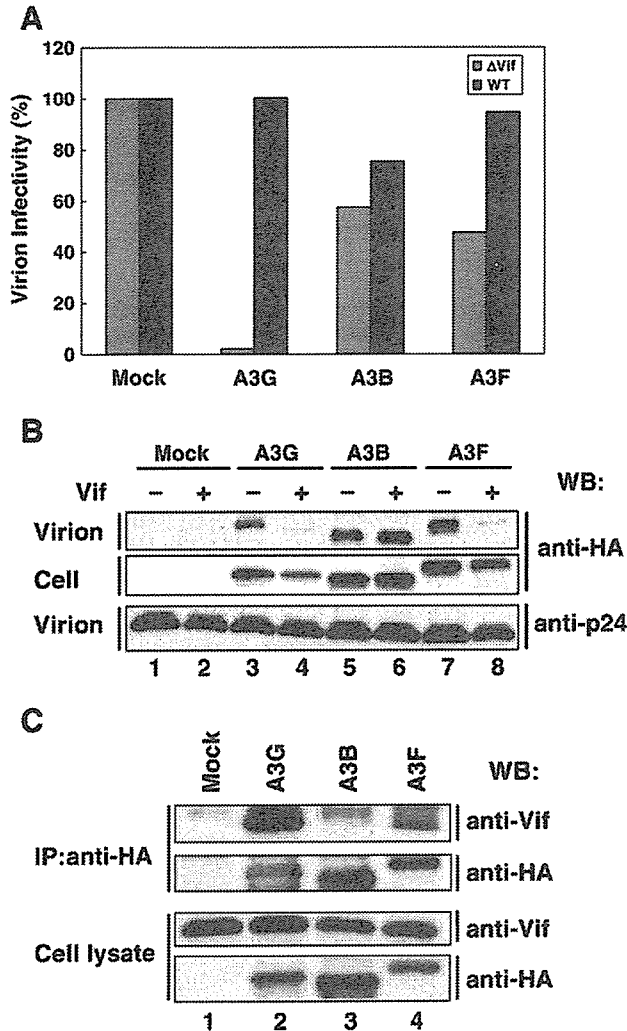 A
Virion Infectivity (%)
120
100
80
60
40
20
0
ΔVif
WT
Mock A3G A3B A3F
B
Mock A3G A3B A3F
Vif − + − + − + − + WB:
Virion
Cell
anti-HA
Virion anti-p24
1 2 3 4 5 6 7 8
C
Mock A3G A3B A3F WB:
IP:anti-HA
anti-Vif
anti-HA
Cell lysate
anti-Vif
anti-HA
1 2 3 4